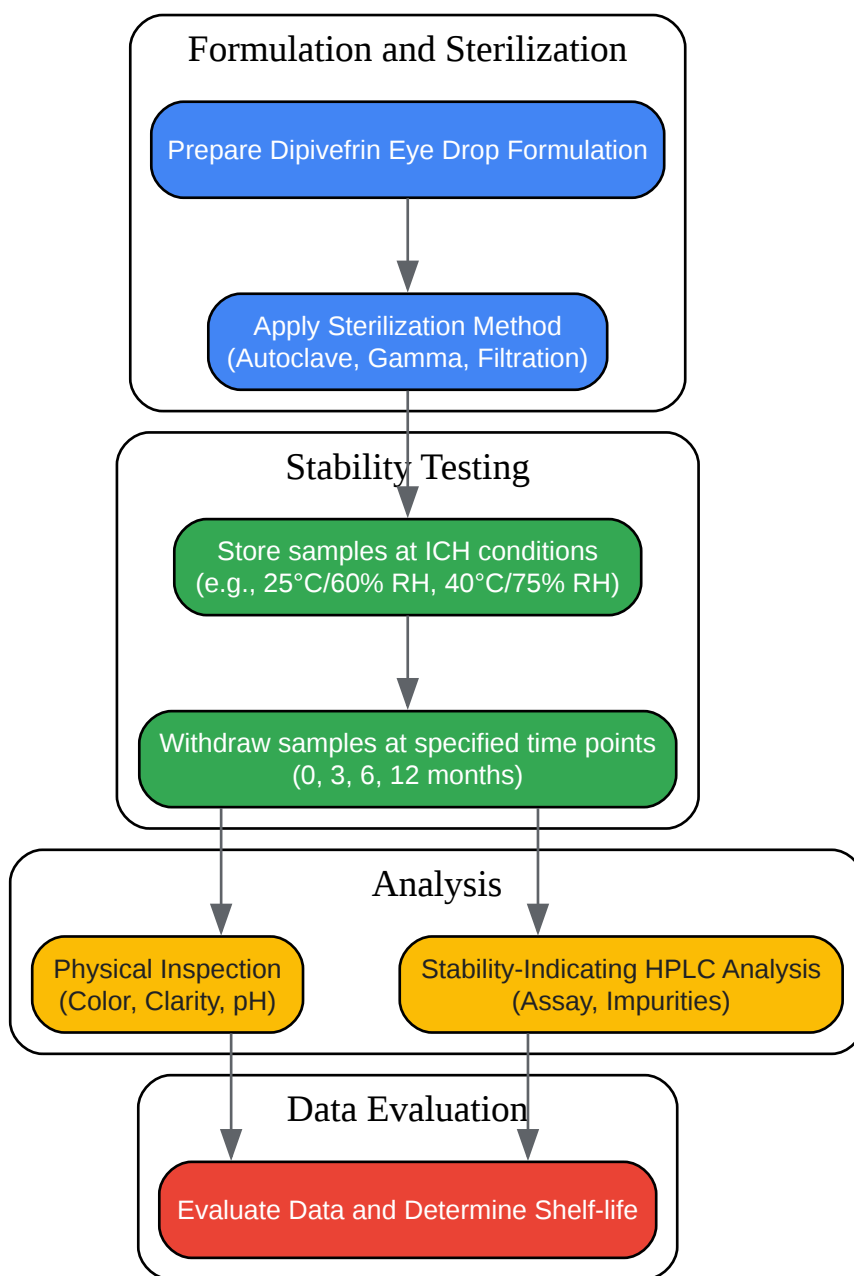 Formulation and Sterilization
Prepare Dipivefrin Eye Drop Formulation
Apply Sterilization Method
(Autoclave, Gamma, Filtration)
Stability Testing
Store samples at ICH conditions
(e.g., 25°C/60% RH, 40°C/75% RH)
Withdraw samples at specified time points
(0, 3, 6, 12 months)
Analysis
Physical Inspection
(Color, Clarity, pH)
Stability-Indicating HPLC Analysis
(Assay, Impurities)
Data Evaluation
Evaluate Data and Determine Shelf-life